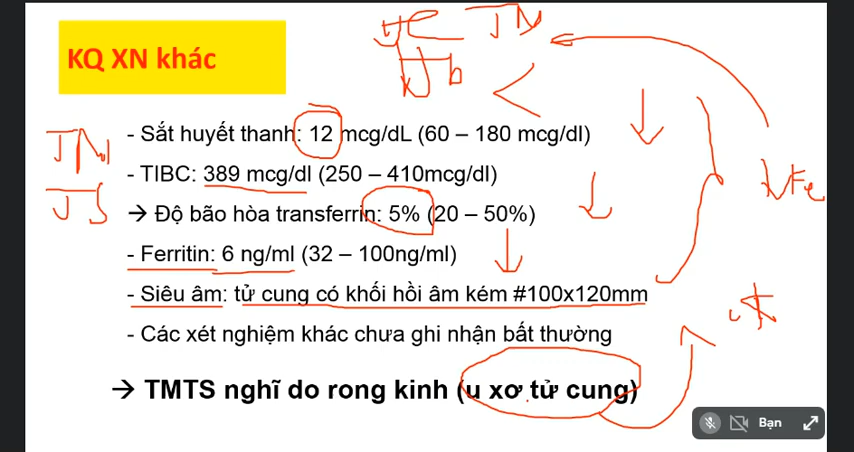 KQ XN khác
- Sắt huyết thanh: 12 mcg/dL (60 – 180 mcg/dl)
- TIBC: 389 mcg/dl (250 – 410mcg/dl)
→ Độ bão hòa transferrin: 5% (20 – 50%)
- Ferritin: 6 ng/ml (32 – 100ng/ml)
- Siêu âm: tử cung có khối hồi âm kém #100x120mm
- Các xét nghiệm khác chưa ghi nhận bất thường
→ TMTS nghĩ do rong kinh (u xơ tử cung)
Bạn